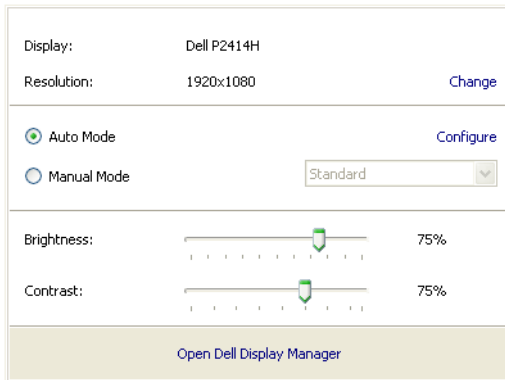 Display: Dell P2414H
Resolution: 1920x1080 Change
Auto Mode Configure
Manual Mode Standard
Brightness: 75%
Contrast: 75%
Open Dell Display Manager